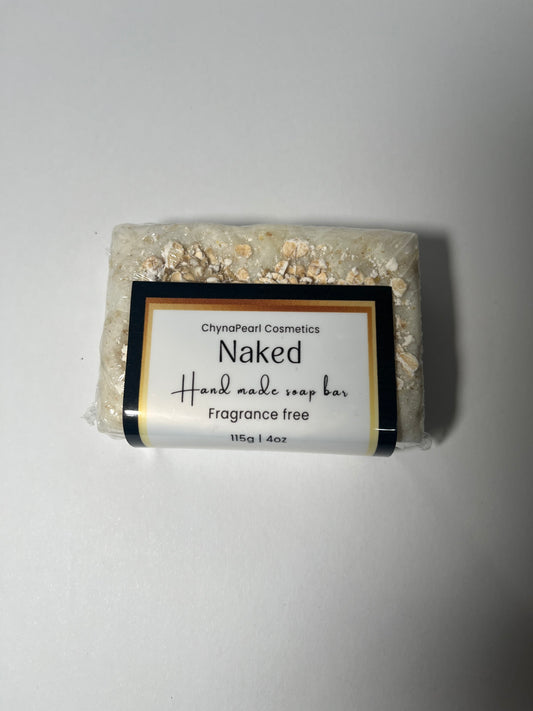 ChynaPearl Cosmetics
Naked
Hand made soap bar
Fragrance free
115g | 4oz